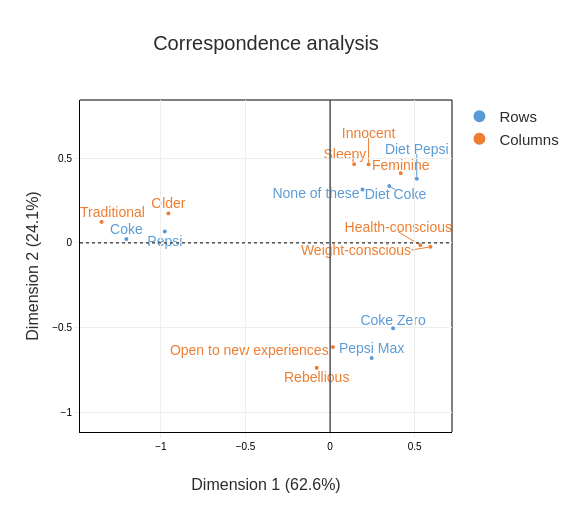 Correspondence analysis
Rows
Columns
Innocent
Sleepy
Diet Pepsi
Feminine
None of these
Diet Coke
Older
Traditional
Coke
Pepsi
Health-conscious
Weight-conscious
Coke Zero
Open to new experiences
Pepsi Max
Rebellious
0.5
0
−0.5
−1
−1
−0.5
0
0.5
Dimension 2 (24.1%)
Dimension 1 (62.6%)